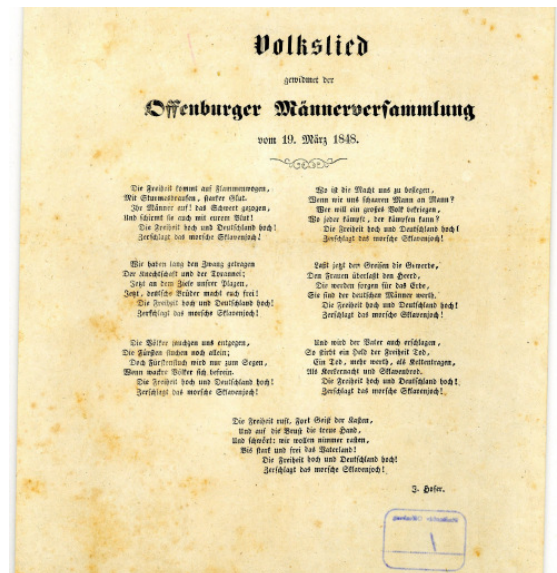 Volkslied
gewidmet der
Offenburger Männerversammlung
vom 19. März 1848.
Die Freiheit kommt auf Flammenwogen,
Mit Sturmesbrausen, starker Glut.
Ihr Männer auf! das Schwert gezogen,
Und schirmt sie auch mit eurem Blut!
Die Freiheit hoch und Deutschland hoch!
Zerschlagt das morsche Sklavenjoch!
Wir haben lang den Zwang getragen
Der Knechtschaft und der Tyrannei;
Jetzt an dem Ziele unsrer Plagen,
Jetzt, deutsche Brüder macht euch frei!
Die Freiheit hoch und Deutschland hoch!
Zerschlagt das morsche Sklavenjoch!
Die Völker jauchzen uns entgegen,
Die Fürsten fluchen noch allein;
Doch Fürstenfluch wird nur zum Segen,
Wenn wackre Völker sich befrein.
Die Freiheit hoch und Deutschland hoch!
Zerschlagt das morsche Sklavenjoch!
Wo ist die Macht uns zu besiegen,
Wenn wir uns schaaren Mann an Mann?
Wer will ein großes Volk bekriegen,
Wo jeder kämpft, der kämpfen kann?
Die Freiheit hoch und Deutschland hoch!
Zerschlagt das morsche Sklavenjoch!
Laßt jetzt den Greisen die Gewerbe,
Den Frauen überlaßt den Heerd,
Die werden sorgen für das Erbe,
Sie sind der deutschen Männer werth.
Die Freiheit hoch und Deutschland hoch!
Zerschlagt das morsche Sklavenjoch!
Und wird der Vater auch erschlagen,
So stirbt ein Held der Freiheit Tod,
Ein Tod, mehr werth, als Kettentragen,
Als Kerkernacht und Sklavenbrod.
Die Freiheit hoch und Deutschland hoch!
Zerschlagt das morsche Sklavenjoch!
Die Freiheit ruft. Fort Geist der Kasten,
Und auf die Brust die treue Hand,
Und schwört: wir wollen nimmer rasten,
Bis stark und frei das Vaterland!
Die Freiheit hoch und Deutschland hoch!
Zerschlagt das morsche Sklavenjoch!
J. Hofer.